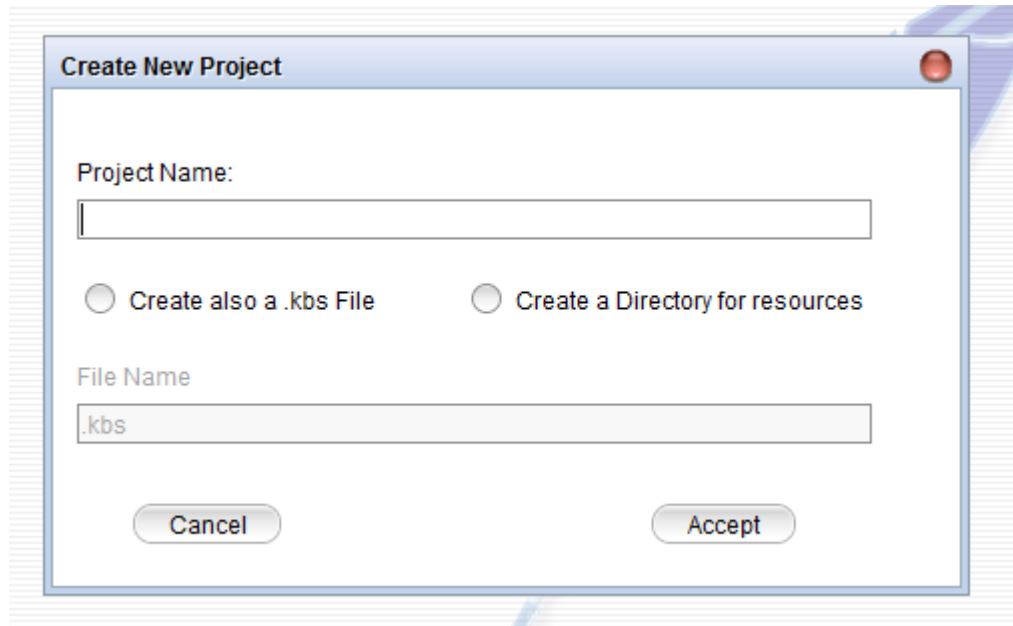 Create New Project
Project Name:
Create also a .kbs File
Create a Directory for resources
File Name
.kbs
Cancel
Accept